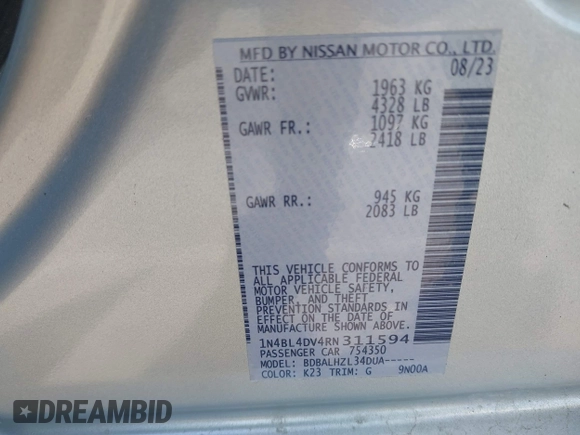 MFD BY NISSAN MOTOR CO., LTD.
DATE: 08/23
GVWR: 1963 KG
4328 LB
GAWR FR.: 1097 KG
2418 LB
GAWR RR.: 945 KG
2083 LB
THIS VEHICLE CONFORMS TO
ALL APPLICABLE FEDERAL
MOTOR VEHICLE SAFETY,
BUMPER, AND THEFT
PREVENTION STANDARDS IN
EFFECT ON THE DATE OF
MANUFACTURE SHOWN ABOVE.
1N4BL4DV4RN311594
PASSENGER CAR 754350
MODEL: BDBALHZL34DUA-----
COLOR: K23 TRIM: G 9N00A
DREAMBID